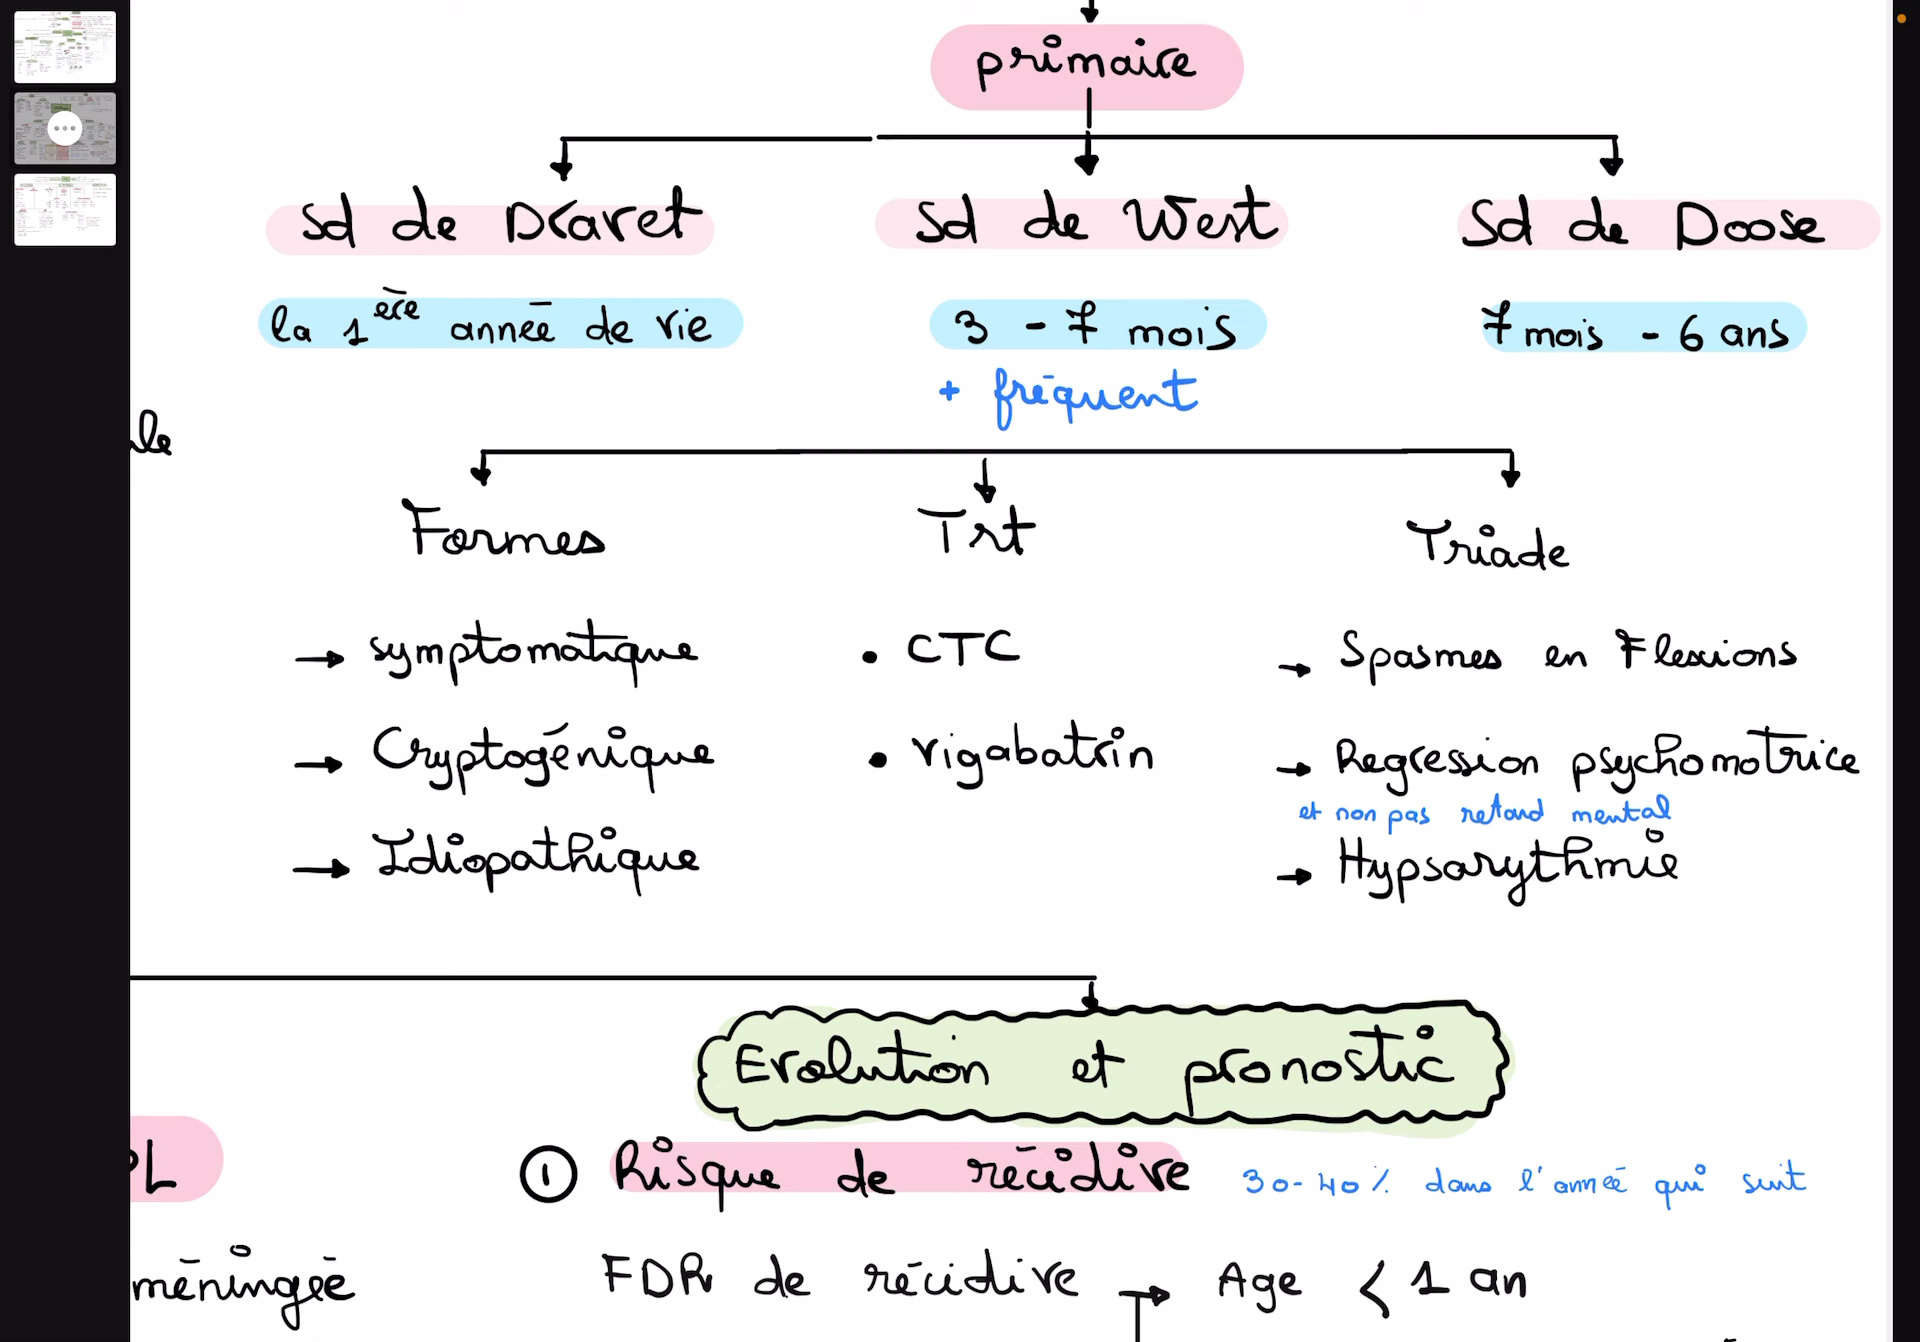 primaire
Sd de Dravet
Sd de West
Sd de Doose
la 1ère année de vie
3 - 7 mois
7 mois - 6 ans
+ fréquent
Formes
Trt
Triade
→ symptomatique
• CTC
→ Spasmes en Flexions
→ Cryptogénique
• vigabatrin
→ Regression psychomotrice
et non pas retard mental
→ Idiopathique
→ Hypsarythmie
Evolution et pronostic
PL
① Risque de récidive 30-40% dans l'année qui suit
méningée
FDR de récidive → Age < 1 an